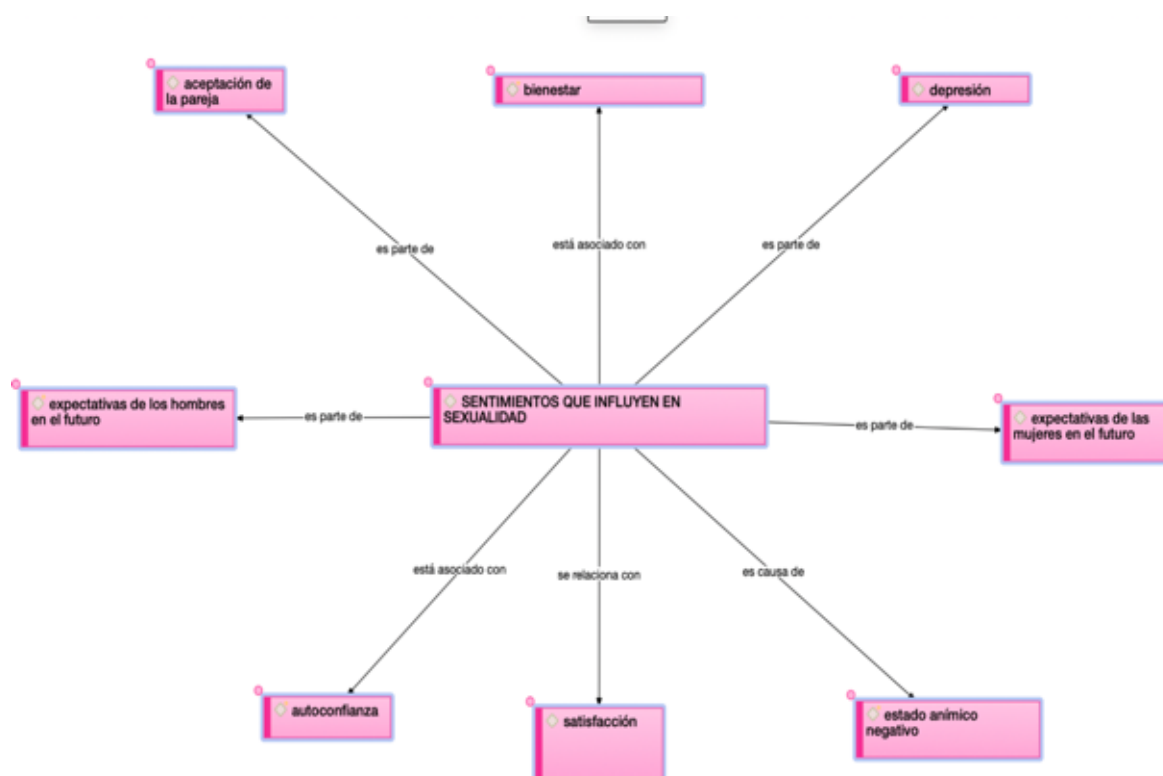 aceptación de
la pareja
bienestar
depresión
es parte de
está asociado con
es parte de
expectativas de los hombres
en el futuro
es parte de
SENTIMIENTOS QUE INFLUYEN EN
SEXUALIDAD
es parte de
expectativas de las
mujeres en el futuro
está asociado con
se relaciona con
es causa de
autoconfianza
satisfacción
estado anímico
negativo